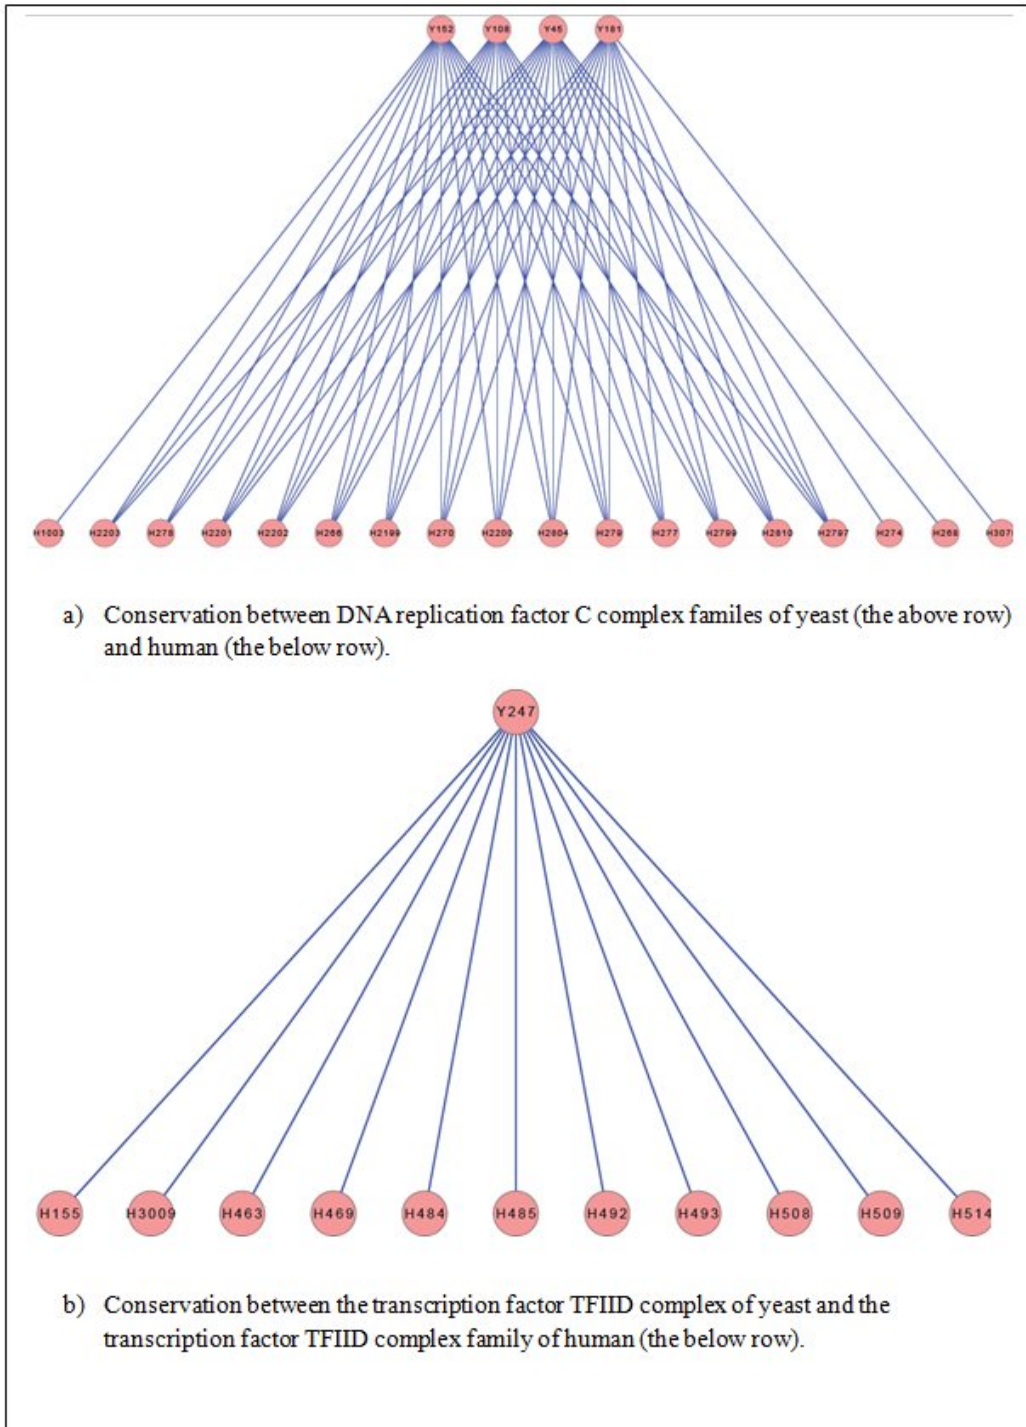 Y152 Y108 Y45 Y181
H1003 H2203 H278 H2201 H2202 H266 H2199 H270 H2200 H2804 H279 H277 H2799 H2810 H2797 H274 H268 H307
a) Conservation between DNA replication factor C complex familes of yeast (the above row)
and human (the below row).
Y247
H155 H3009 H463 H469 H484 H485 H492 H493 H508 H509 H514
b) Conservation between the transcription factor TFIID complex of yeast and the
transcription factor TFIID complex family of human (the below row).